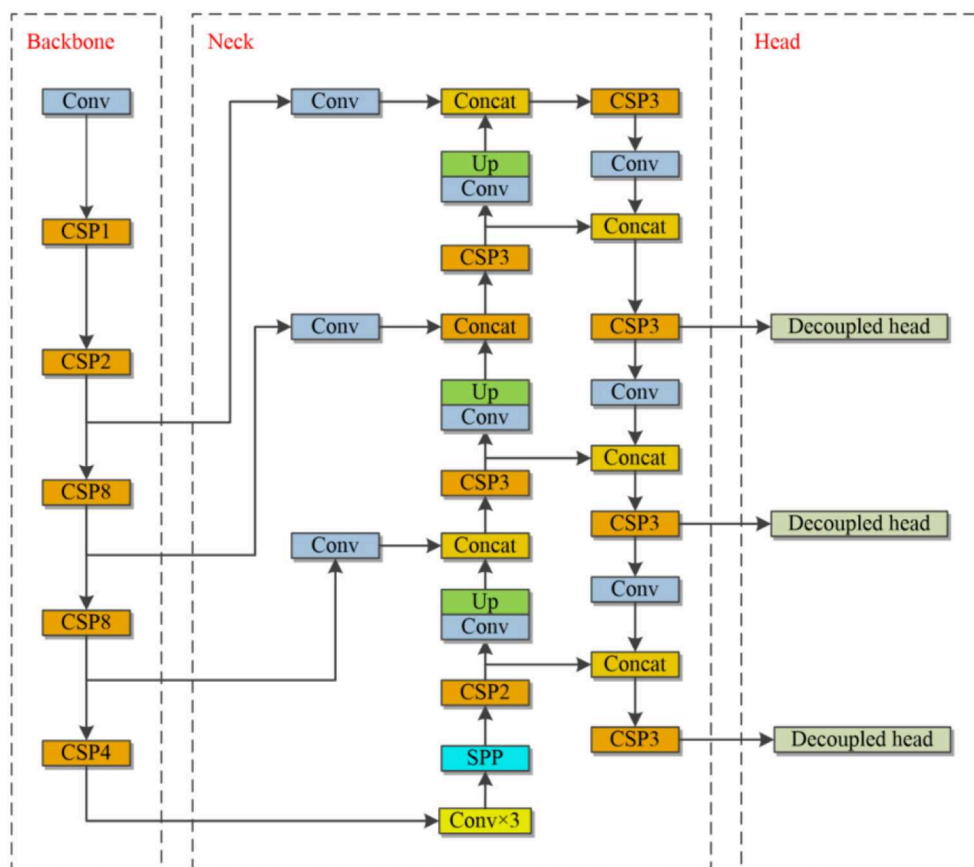 Backbone
Neck
Head
Conv
Conv
Concat
CSP3
Up
Conv
Conv
CSP1
Concat
CSP3
Conv
Concat
CSP3
Decoupled head
CSP2
Up
Conv
Conv
Concat
CSP3
CSP8
CSP3
Decoupled head
Conv
Concat
Up
Conv
Conv
CSP8
Concat
CSP2
CSP4
SPP
CSP3
Decoupled head
Conv×3